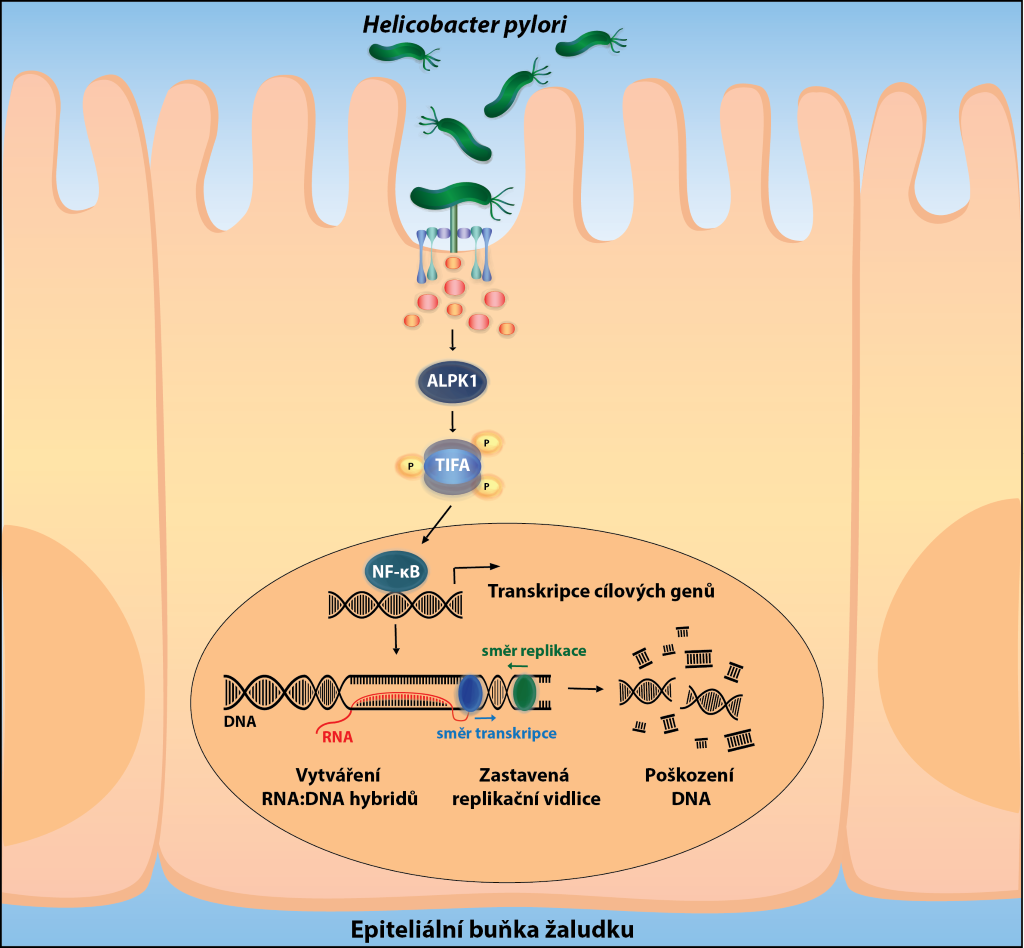 Helicobacter pylori
ALPK1
P
TIFA
P
P
NF-κB
Transkripce cílových genů
směr replikace
DNA
RNA
směr transkripce
Vytváření
RNA:DNA hybridů
Zastavená
replikační vidlice
Poškození
DNA
Epiteliální buňka žaludku